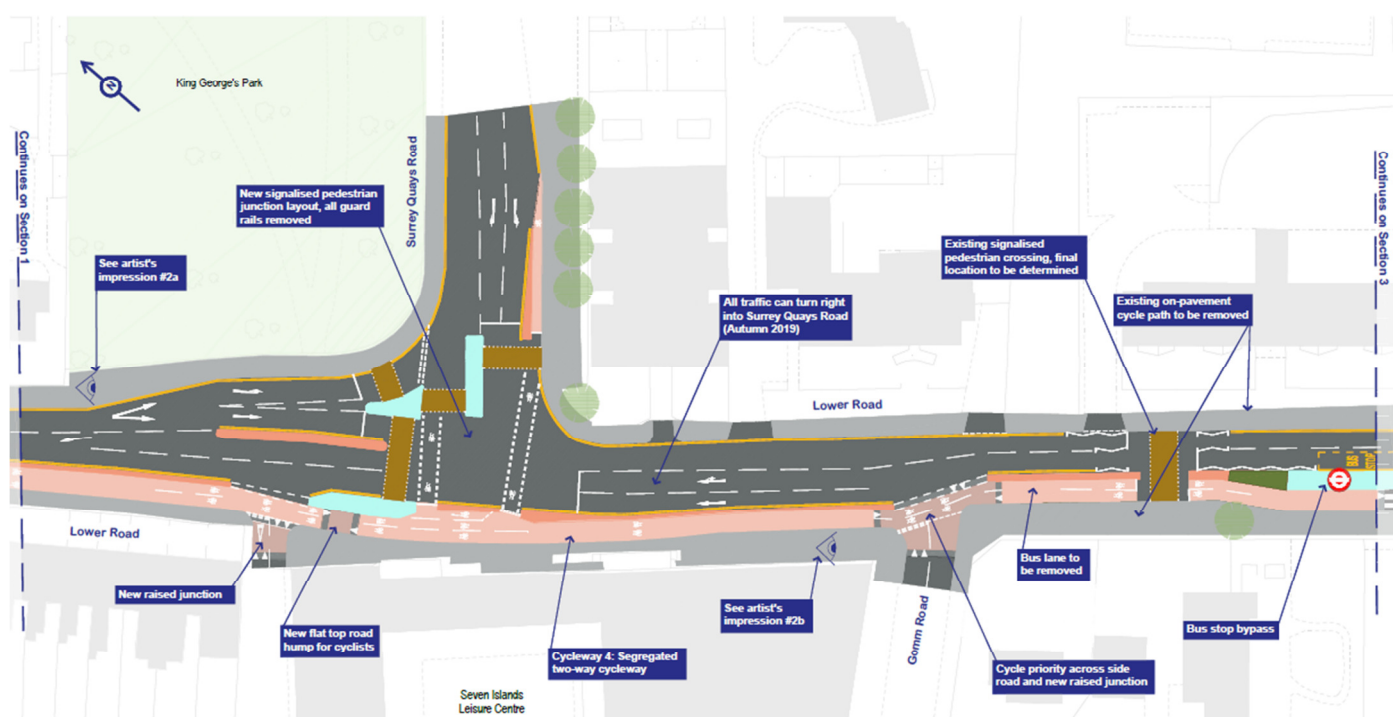 King George's Park
N
Continues on Section 1
Surrey Quays Road
New signalised pedestrian
junction layout, all guard
rails removed
See artist's
impression #2a
All traffic can turn right
into Surrey Quays Road
(Autumn 2019)
Existing signalised
pedestrian crossing, final
location to be determined
Existing on-pavement
cycle path to be removed
Continues on Section 3
Lower Road
BUS
STOP
Lower Road
New raised junction
New flat top road
hump for cyclists
Cycleway 4: Segregated
two-way cycleway
See artist's
impression #2b
Gomm Road
Bus lane to
be removed
Cycle priority across side
road and new raised junction
Bus stop bypass
Seven Islands
Leisure Centre